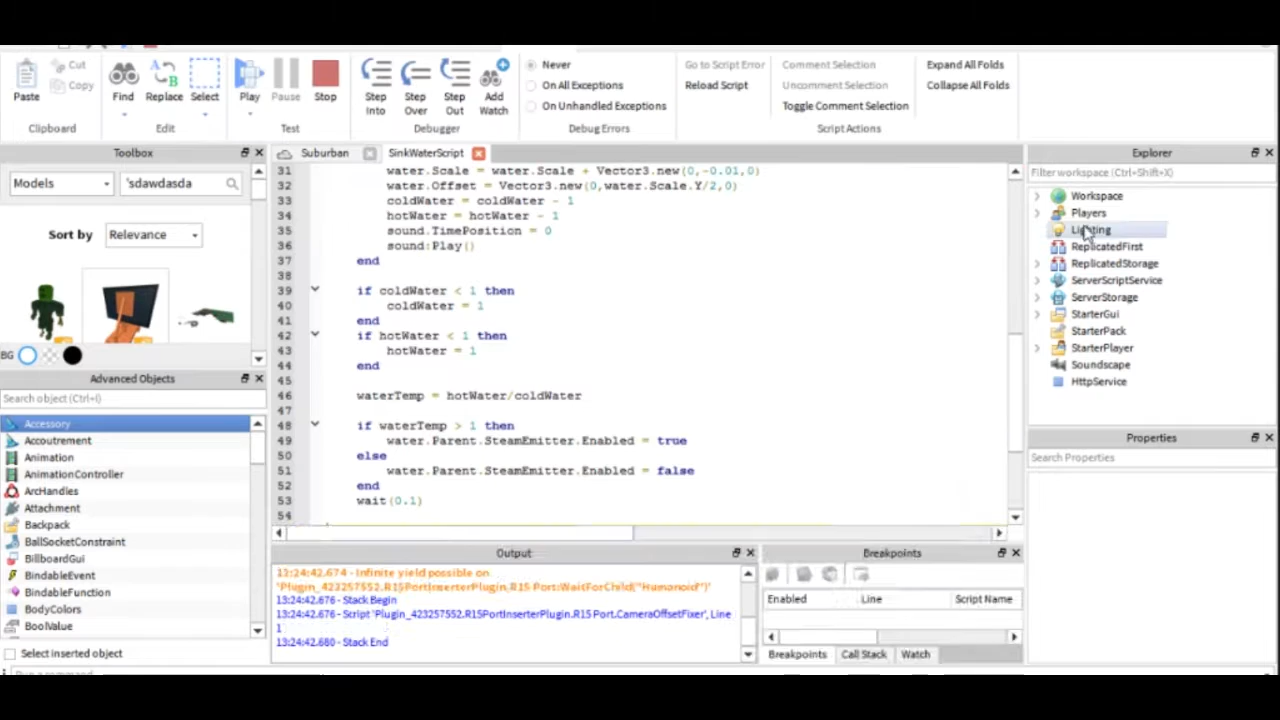 Paste
Cut
Copy
Clipboard
Find
Replace
Select
Edit
Play
Pause
Stop
Test
Step Into
Step Over
Step Out
Add Watch
Debugger
Never
On All Exceptions
On Unhandled Exceptions
Debug Errors
Go to Script Error
Reload Script
Comment Selection
Uncomment Selection
Toggle Comment Selection
Script Actions
Expand All Folds
Collapse All Folds
Toolbox
Models
'sdawdasda
Sort by
Relevance
BG
Advanced Objects
Search object (Ctrl+I)
Accessory
Accoutrement
Animation
AnimationController
ArcHandles
Attachment
Backpack
BallSocketConstraint
BillboardGui
BindableEvent
BindableFunction
BodyColors
BoolValue
Select inserted object
Suburban
SinkWaterScript
31 water.Scale = water.Scale + Vector3.new(0,-0.01,0)
32 water.Offset = Vector3.new(0,water.Scale.Y/2,0)
33 coldWater = coldWater - 1
34 hotWater = hotWater - 1
35 sound.TimePosition = 0
36 sound:Play()
37 end
38
39 if coldWater < 1 then
40 coldWater = 1
41 end
42 if hotWater < 1 then
43 hotWater = 1
44 end
45
46 waterTemp = hotWater/coldWater
47
48 if waterTemp > 1 then
49 water.Parent.SteamEmitter.Enabled = true
50 else
51 water.Parent.SteamEmitter.Enabled = false
52 end
53 wait(0.1)
54
Output
13:24:42.674 - Infinite yield possible on
'Plugin_423257552.R15PortInserterPlugin.R15 Port:WaitForChild("Humanoid")'
13:24:42.676 - Stack Begin
13:24:42.676 - Script 'Plugin_423257552.R15PortInserterPlugin.R15 Port.CameraOffsetFixer', Line
1
13:24:42.680 - Stack End
Breakpoints
Enabled
Line
Script Name
Breakpoints
Call Stack
Watch
Explorer
Filter workspace (Ctrl+Shift+X)
Workspace
Players
Lighting
ReplicatedFirst
ReplicatedStorage
ServerScriptService
ServerStorage
StarterGui
StarterPack
StarterPlayer
Soundscape
HttpService
Properties
Search Properties